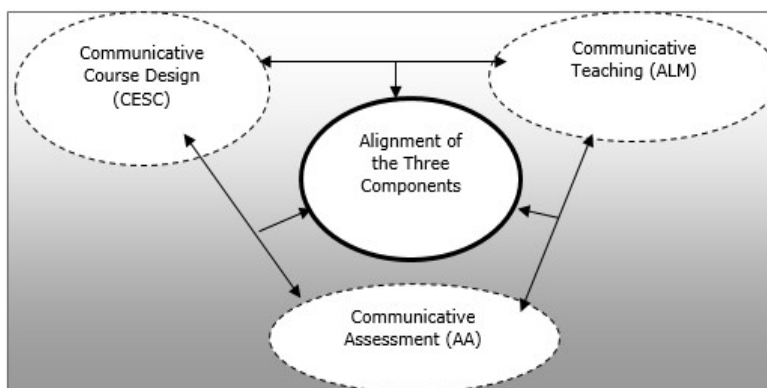 Communicative
Course Design
(CESC)
Communicative
Teaching (ALM)
Alignment of
the Three
Components
Communicative
Assessment (AA)